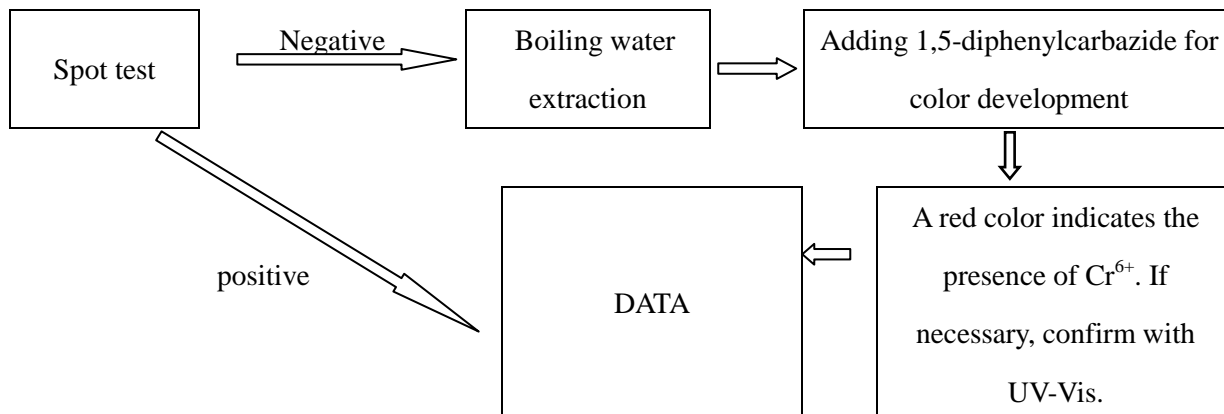 Spot test
Negative
Boiling water
extraction
Adding 1,5-diphenylcarbazide for
color development
A red color indicates the
presence of Cr⁶⁺. If
necessary, confirm with
UV-Vis.
positive
DATA